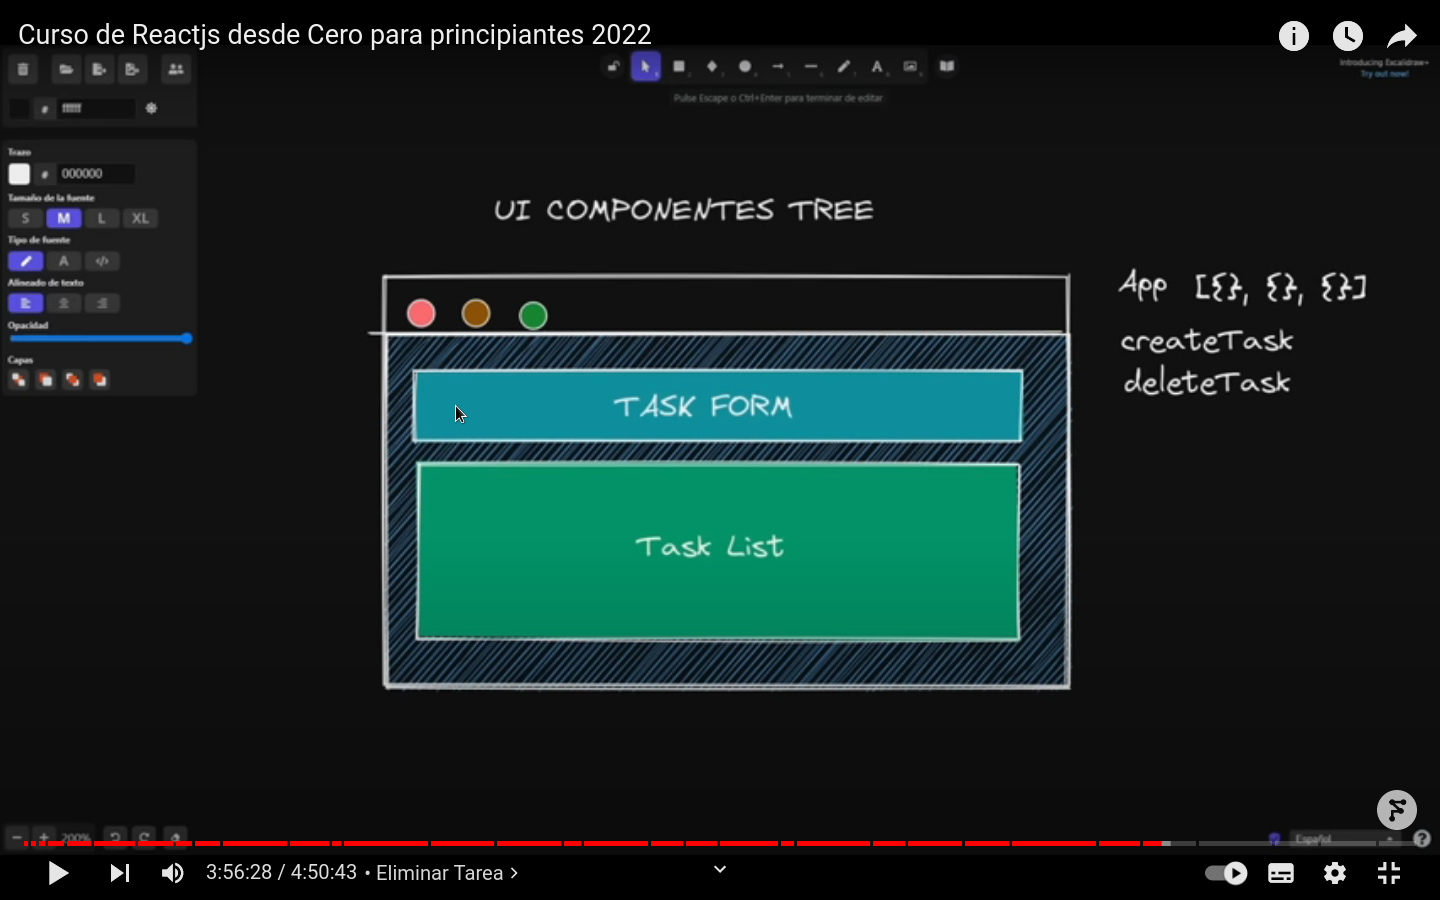 Curso de Reactjs desde Cero para principiantes 2022
Introducing Excalidraw+
Try out now!
Pulse Escape o Ctrl+Enter para terminar de editar
# ffffff
Trazo
# 000000
Tamaño de la fuente
S M L XL
Tipo de fuente
A </>
Alineado de texto
Opacidad
Capas
UI COMPONENTES TREE
App [{}, {}, {}]
createTask
deleteTask
TASK FORM
Task List
200%
Español
3:56:28 / 4:50:43 • Eliminar Tarea >